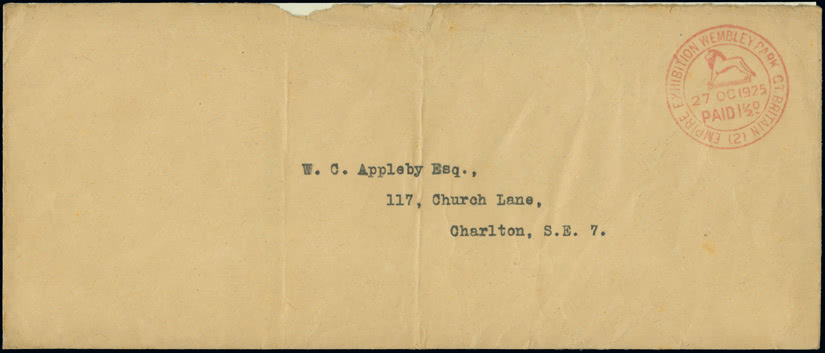 EMPIRE EXHIBITION WEMBLEY PARK GT. BRITAIN (2)
27 OC 1925
PAID 1½D
W. C. Appleby Esq.,
117, Church Lane,
Charlton, S.E. 7.